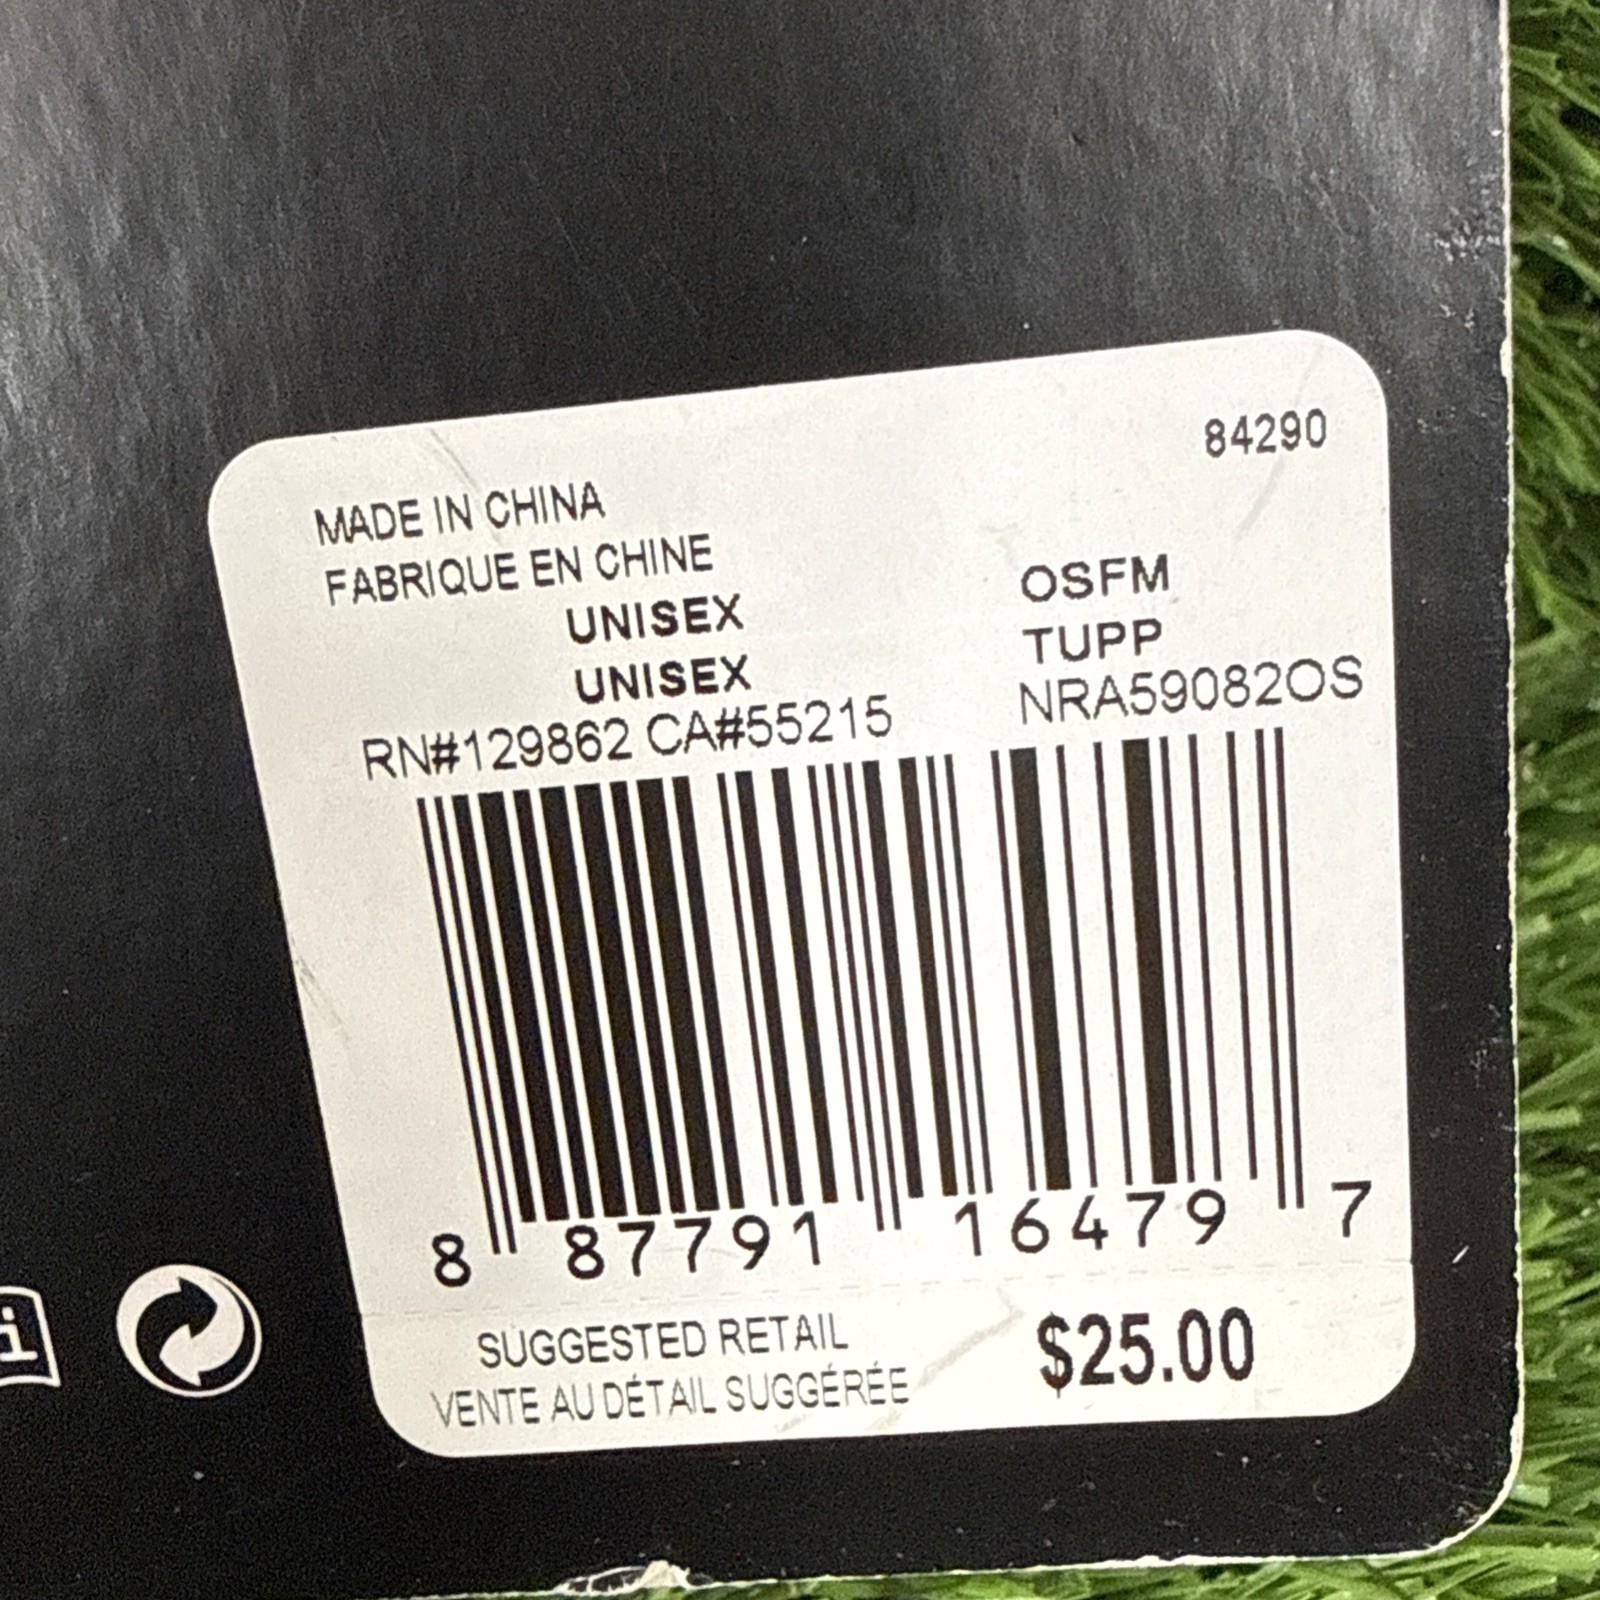 84290
MADE IN CHINA
FABRIQUE EN CHINE
UNISEX OSFM
UNISEX TUPP
RN#129862 CA#55215 NRA59082OS
8 87791 16479 7
SUGGESTED RETAIL $25.00
VENTE AU DÉTAIL SUGGÉRÉE
i